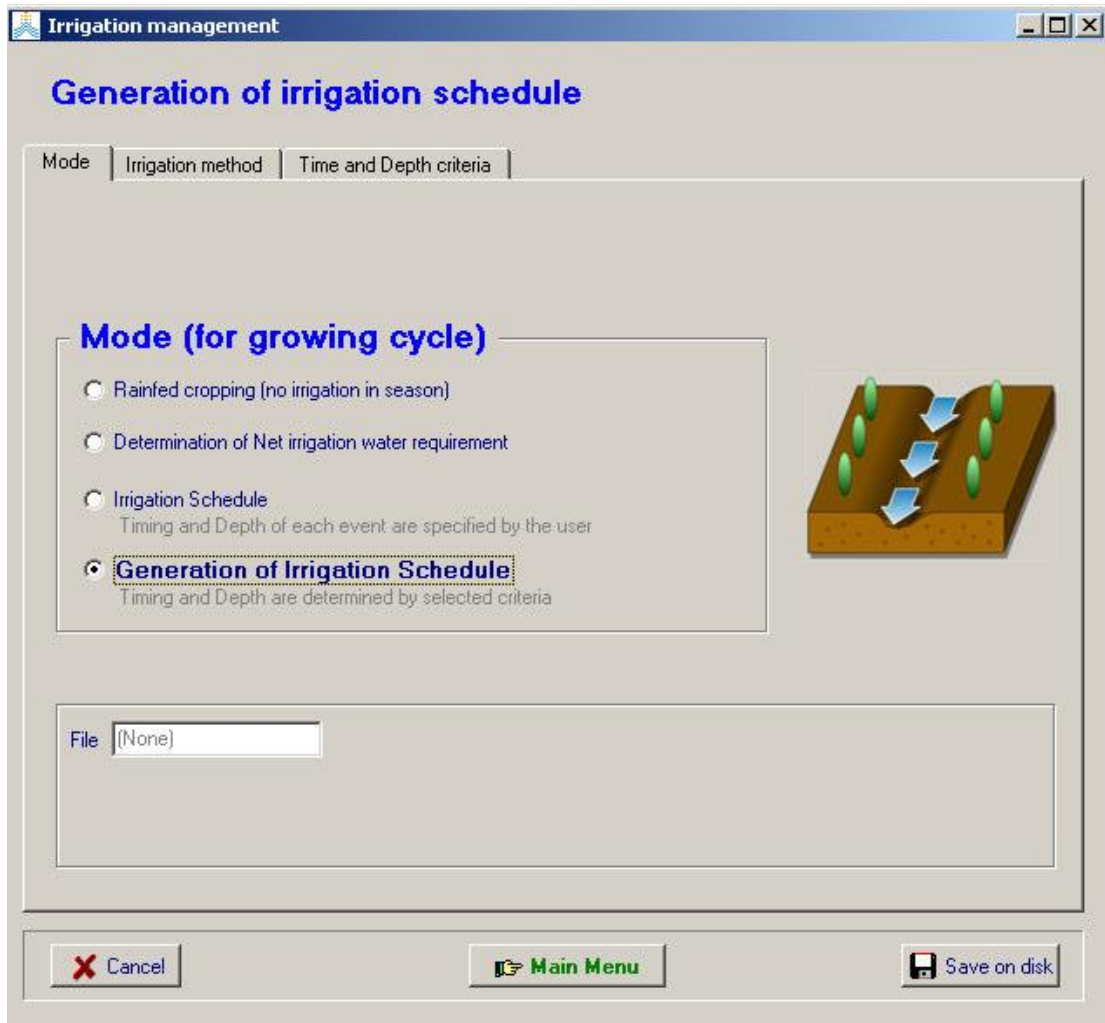 Irrigation management
Generation of irrigation schedule
Mode
Irrigation method
Time and Depth criteria
Mode (for growing cycle)
Rainfed cropping (no irrigation in season)
Determination of Net irrigation water requirement
Irrigation Schedule
Timing and Depth of each event are specified by the user
Generation of Irrigation Schedule
Timing and Depth are determined by selected criteria
File (None)
Cancel
Main Menu
Save on disk